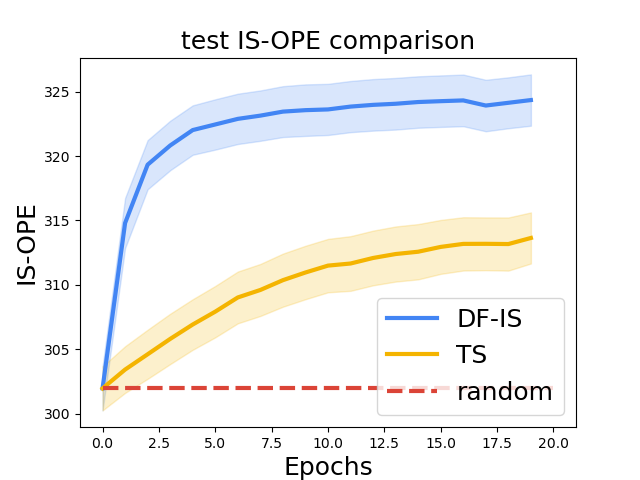 test IS-OPE comparison
IS-OPE
325
320
315
310
305
300
DF-IS
TS
random
0.0 2.5 5.0 7.5 10.0 12.5 15.0 17.5 20.0
Epochs